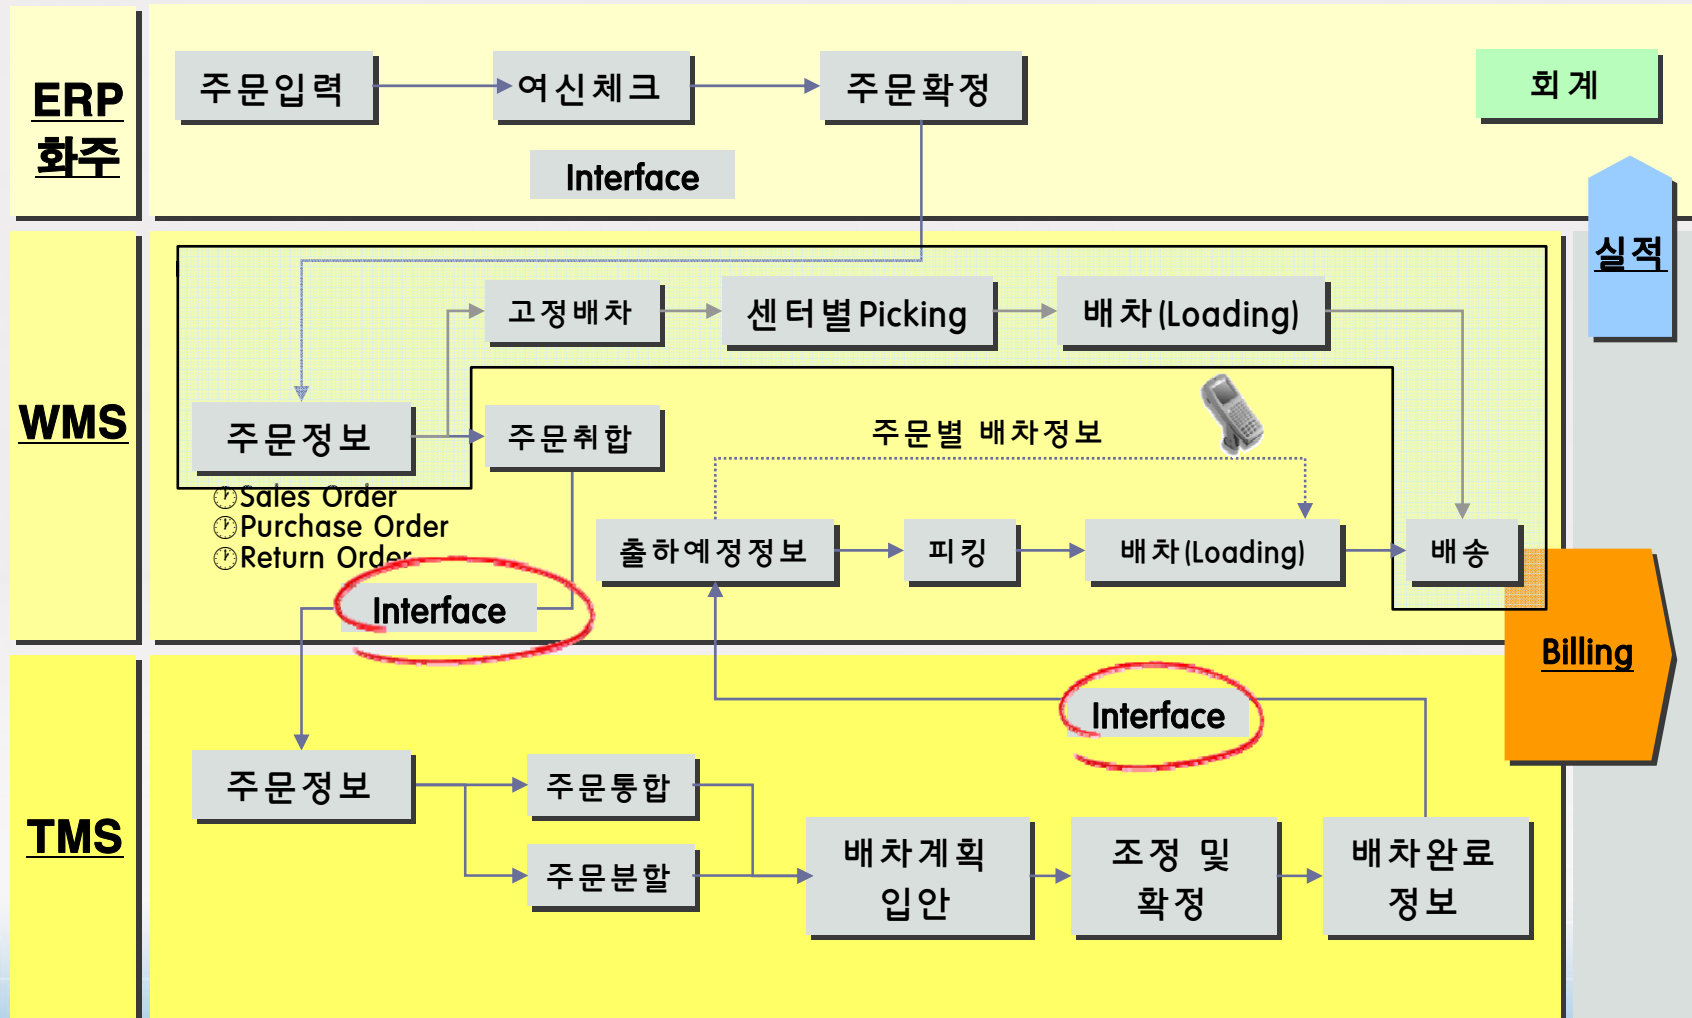 ERP
화주
주문입력
여신체크
주문확정
회계
Interface
실적
WMS
고정배차
센터별Picking
배차(Loading)
주문정보
주문취합
주문별 배차정보
🕐Sales Order
🕐Purchase Order
🕐Return Order
출하예정정보
피킹
배차(Loading)
배송
Interface
Billing
TMS
Interface
주문정보
주문통합
주문분할
배차계획
입안
조정 및
확정
배차완료
정보